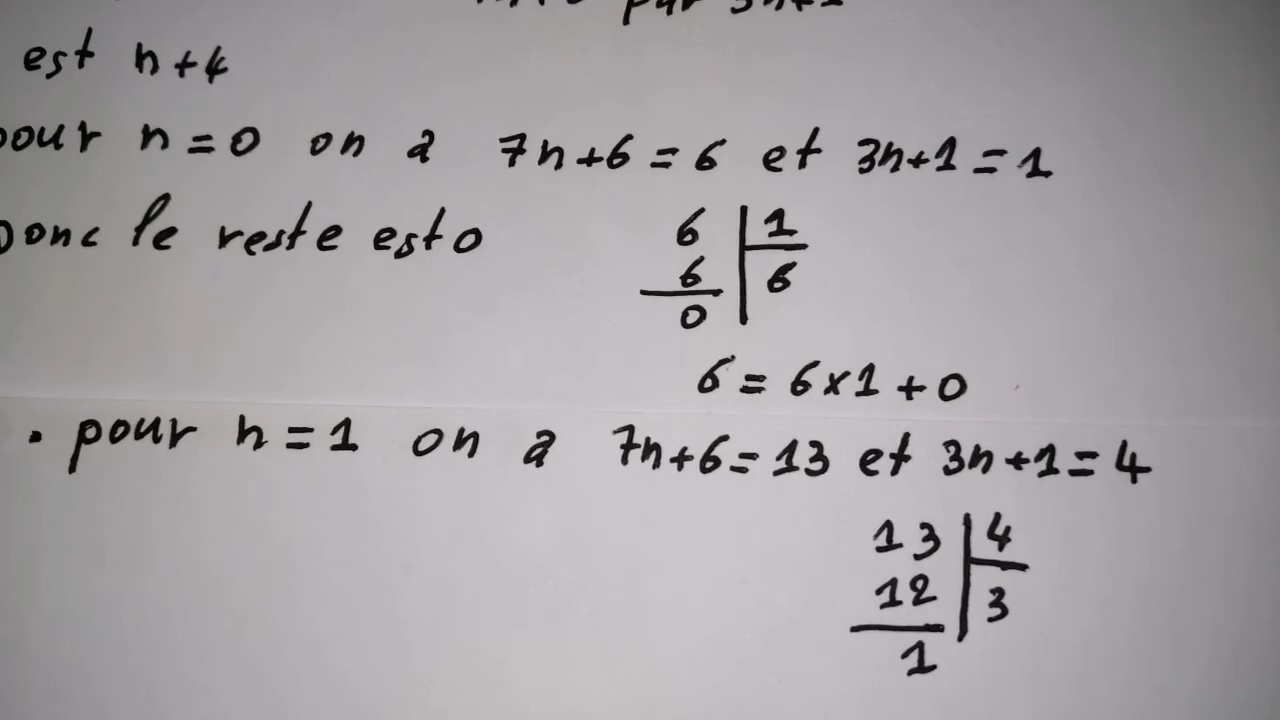 par
est n+4
pour n=0 on a 7n+6=6 et 3n+1=1
Donc le reste est 0
6 1
6 6
0
6=6x1+0
• pour n=1 on a 7n+6=13 et 3n+1=4
13 4
12 3
1